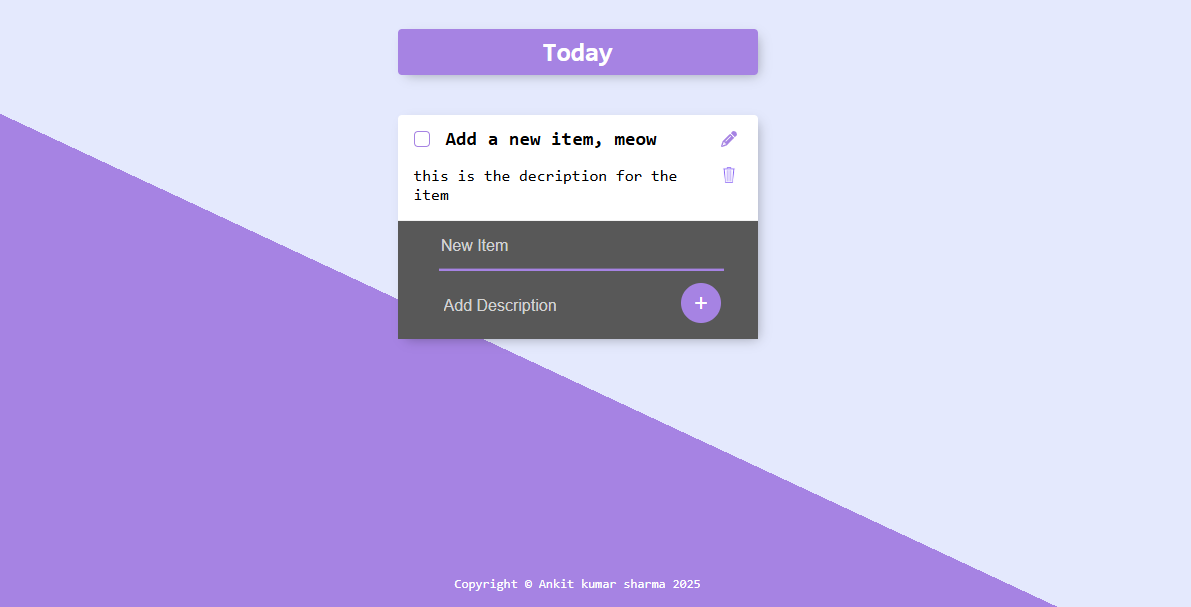 Today
Add a new item, meow
this is the decription for the
item
New Item
Add Description
+
Copyright © Ankit kumar sharma 2025